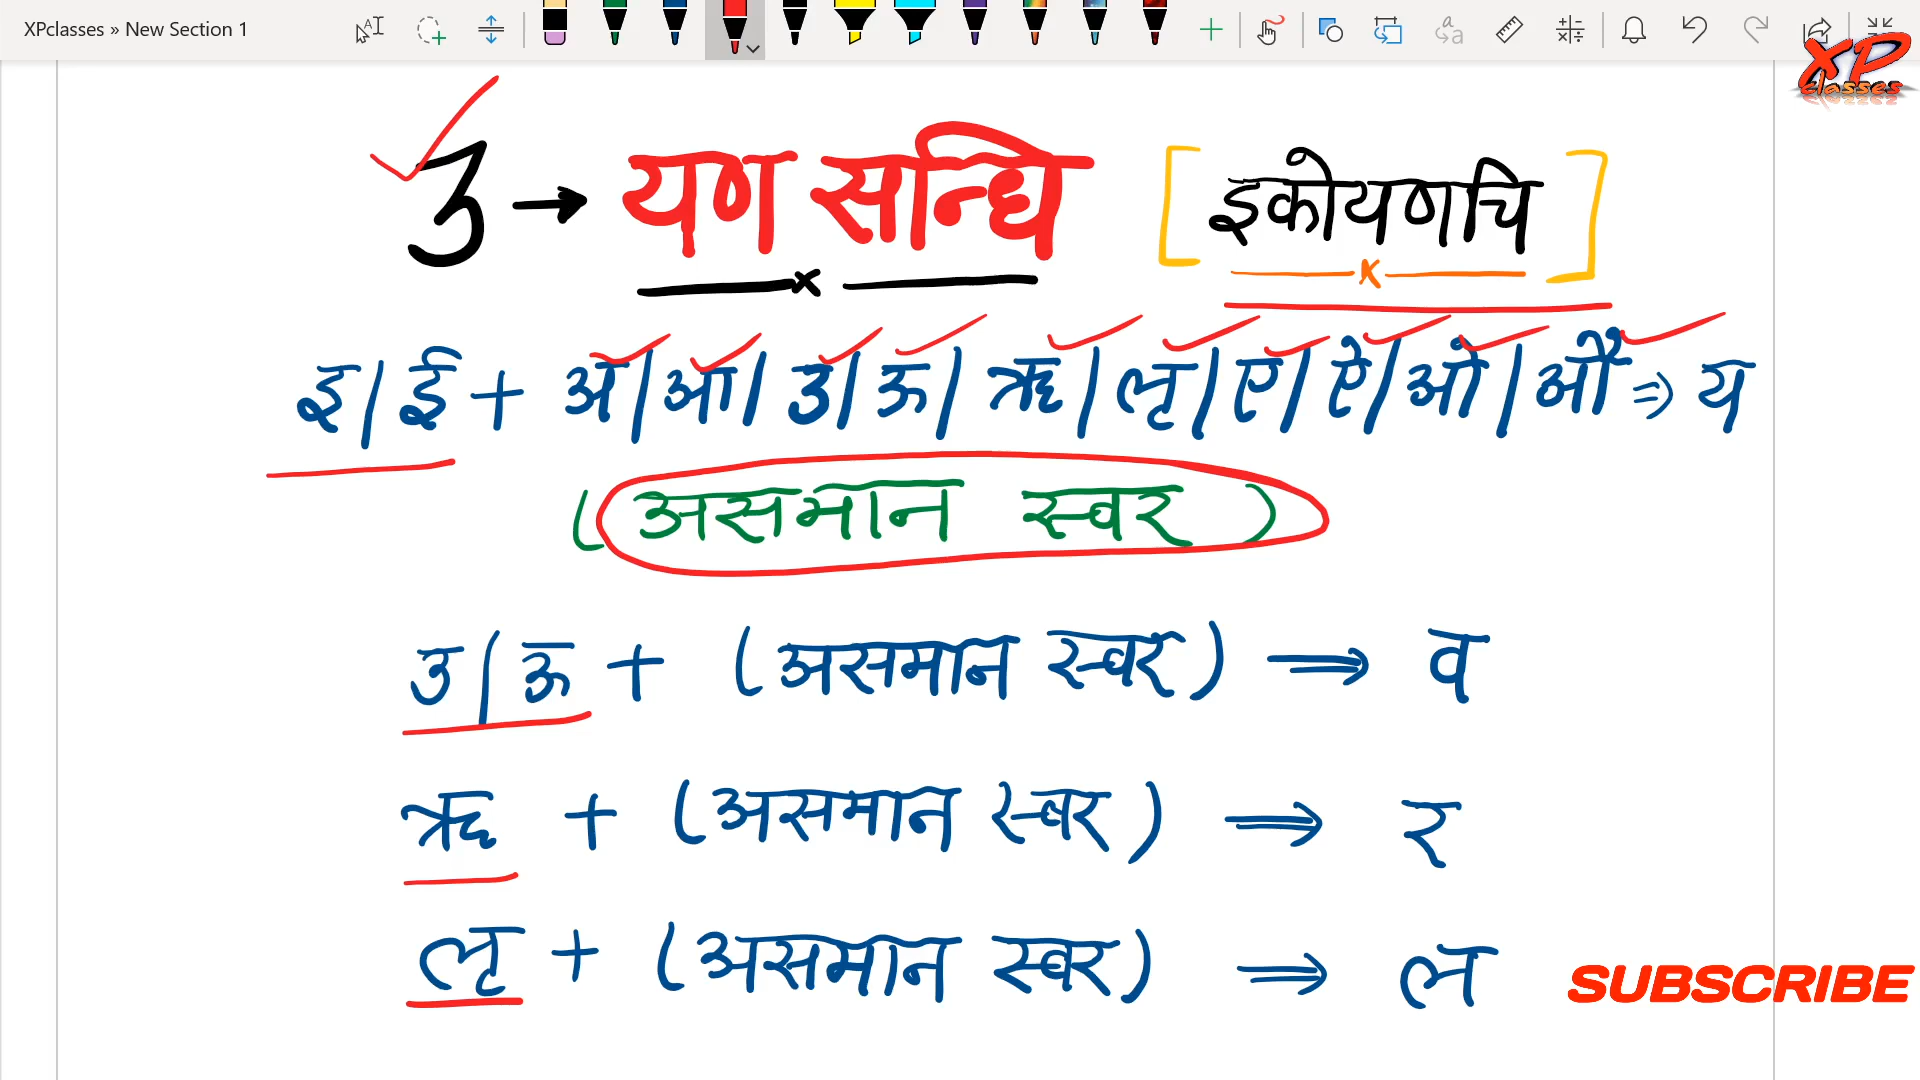 XPclasses » New Section 1
XP
classes
3 → यण सन्धि [इकोयणचि]
इ/ई + अ/आ/उ/ऊ/ऋ/लृ/ए/ऐ/ओ/औ ⇒ य
(असमान स्वर)
उ/ऊ + (असमान स्वर) ⇒ व
ऋ + (असमान स्वर) ⇒ र
लृ + (असमान स्वर) ⇒ ल
SUBSCRIBE